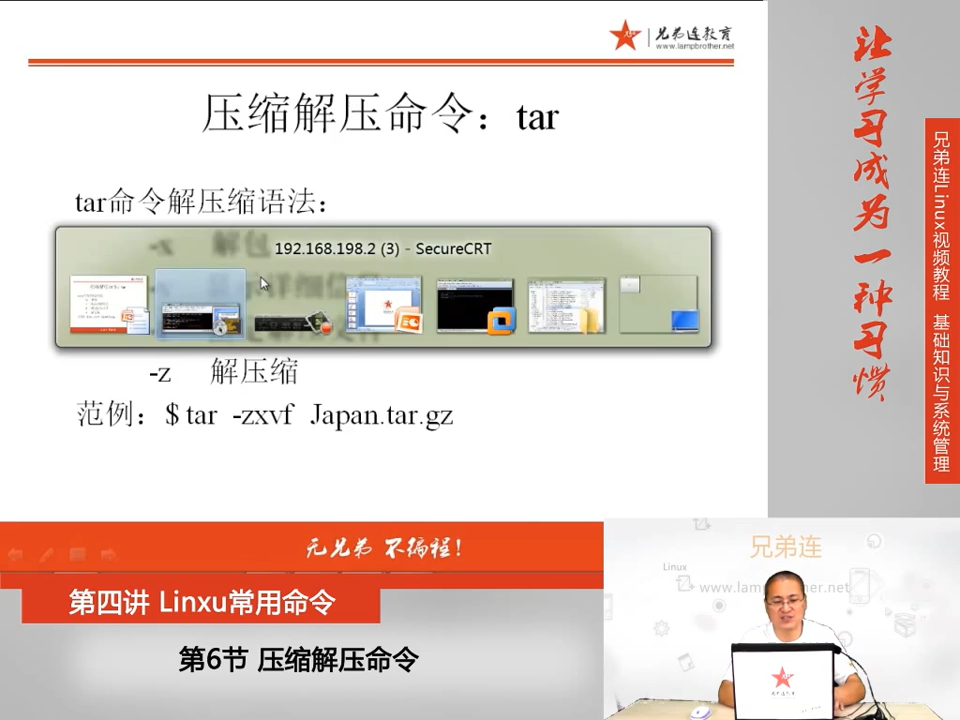 兄弟连教育
www.lampbrother.net
压缩解压命令：tar
tar命令解压缩语法：
-x 解包
192.168.198.2 (3) - SecureCRT
-z 解压缩
范例：$ tar -zxvf Japan.tar.gz
无兄弟 不编程！
第四讲 Linxu常用命令
第6节 压缩解压命令
让学习成为一种习惯
兄弟连Linux视频教程 基础知识与系统管理
兄弟连
Linux